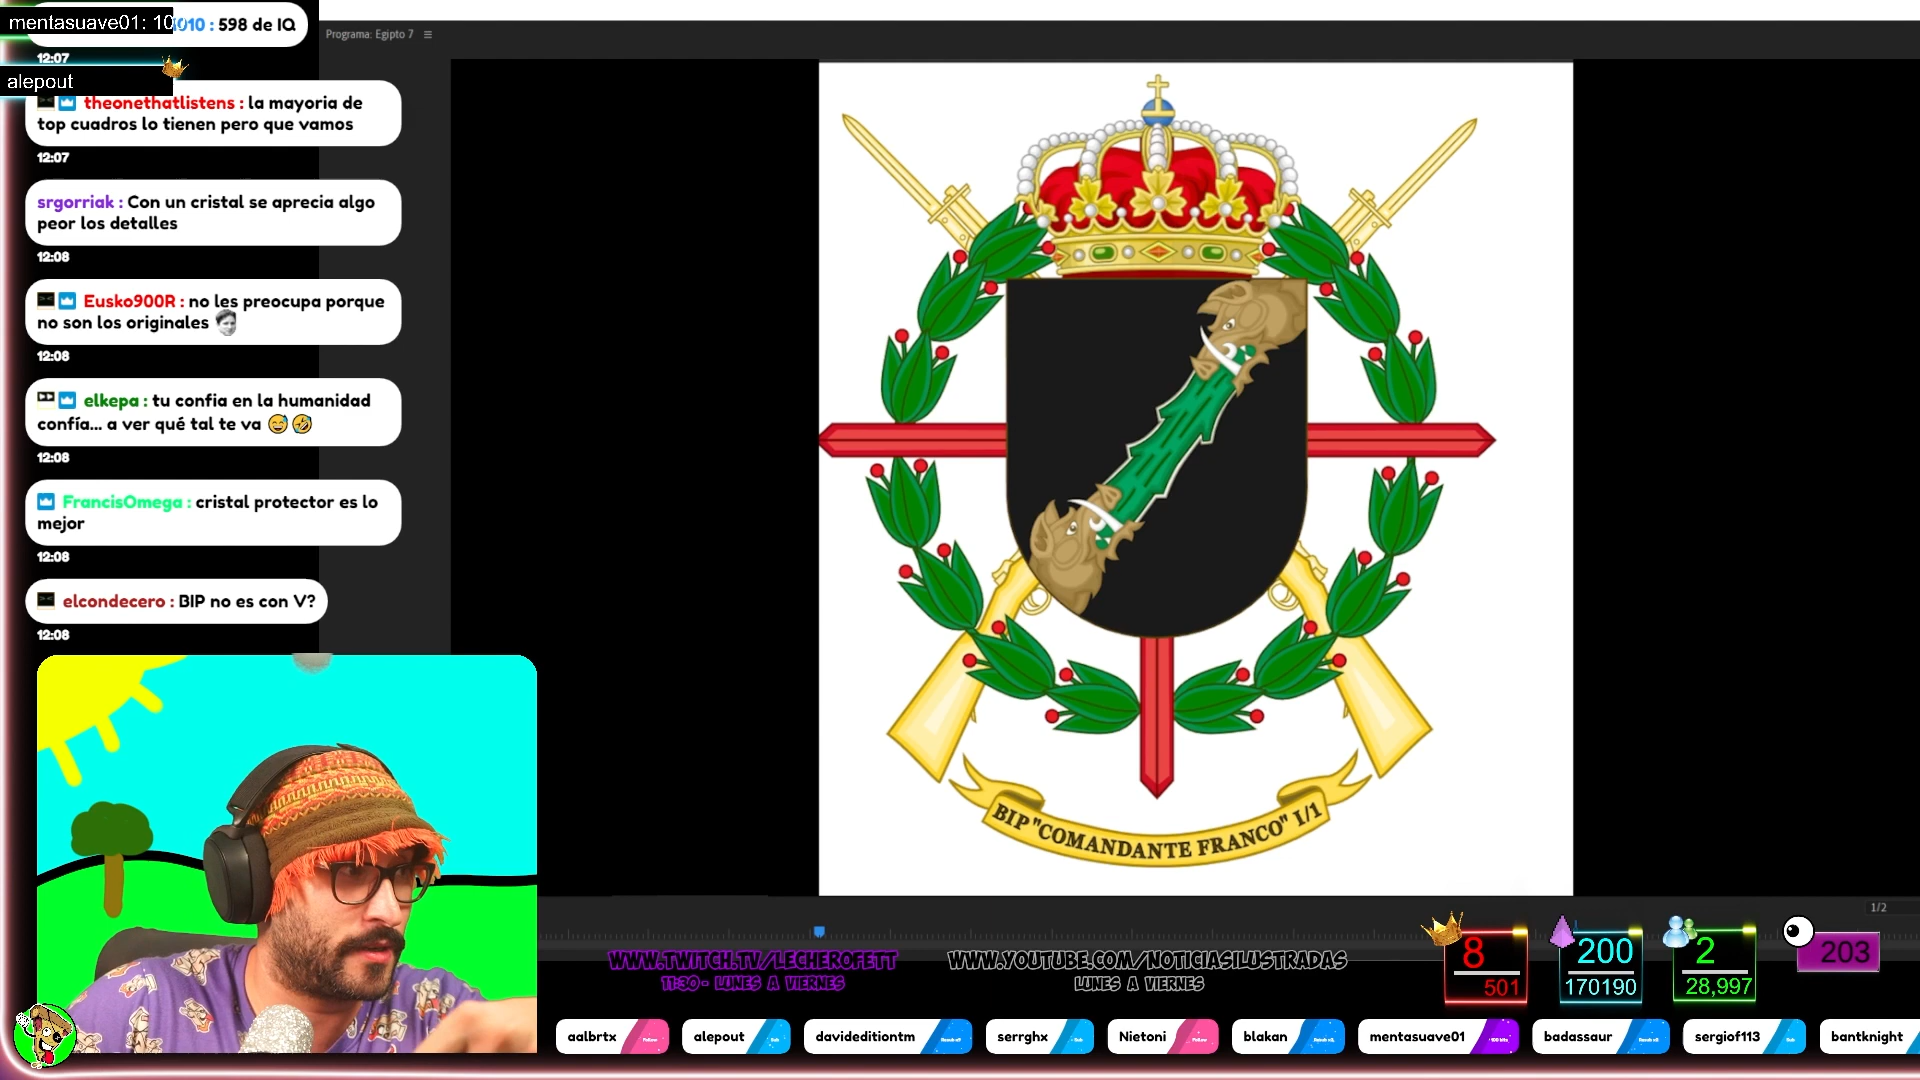 mentasuave01: 10
010 : 598 de IQ
12:07
alepout
theonethatlistens : la mayoria de
top cuadros lo tienen pero que vamos
12:07
srgorriak : Con un cristal se aprecia algo
peor los detalles
12:08
Eusko900R : no les preocupa porque
no son los originales
12:08
elkepa : tu confia en la humanidad
confía... a ver qué tal te va
12:08
FrancisOmega : cristal protector es lo
mejor
12:08
elcondecero : BIP no es con V?
12:08
Programa: Egipto 7
BIP "COMANDANTE FRANCO" I/1
1/2
WWW.TWITCH.TV/LECHEROFETT
11:30 - LUNES A VIERNES
WWW.YOUTUBE.COM/NOTICIASILUSTRADAS
LUNES A VIERNES
8
501
200
170190
2
28,997
203
aalbrtx
alepout
davideditiontm
serrghx
Nietoni
blakan
mentasuave01
badassaur
sergiof113
bantknight